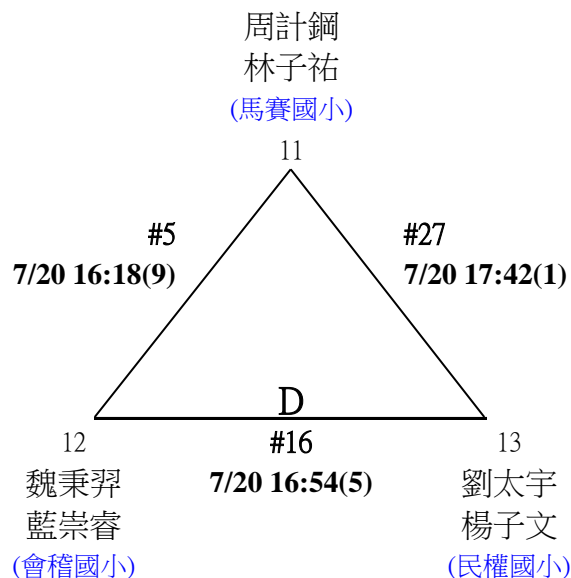 周計鋼
林子祐
(馬賽國小)
11
#5
#27
7/20 16:18(9)
7/20 17:42(1)
D
12
#16
13
魏秉羿
7/20 16:54(5)
劉太宇
藍崇睿
楊子文
(會稽國小)
(民權國小)